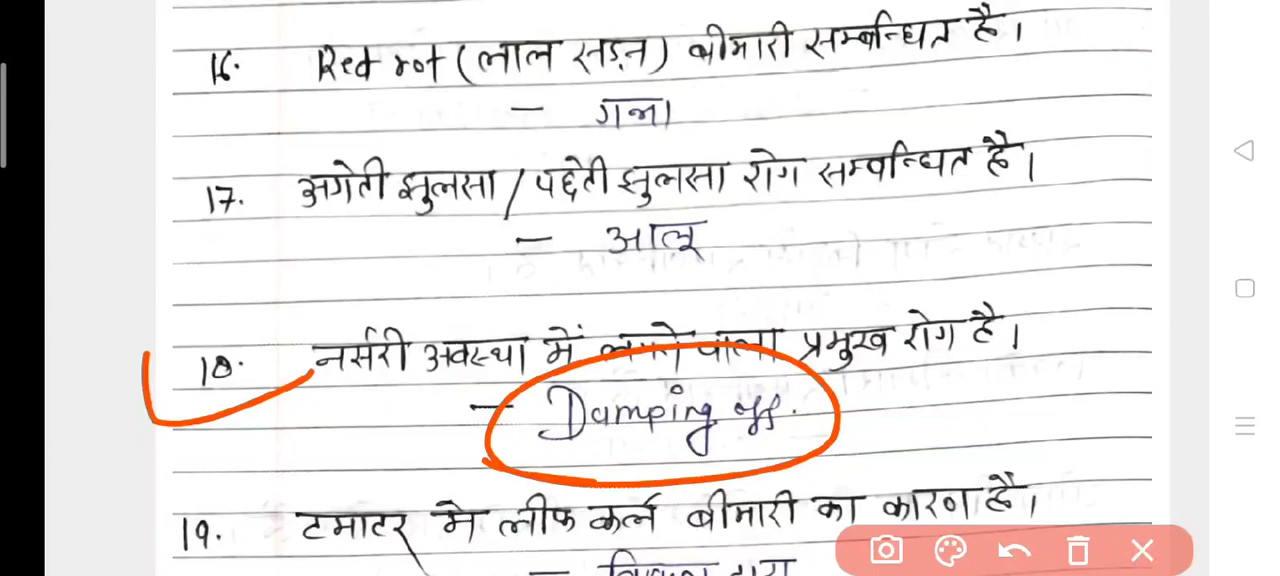 16. Red rot (लाल सड़न) बीमारी सम्बन्धित है।
— गन्ना
17. अगेती झुलसा / पछेती झुलसा रोग सम्बन्धित है।
— आलू
18. नर्सरी अवस्था में लगने वाला प्रमुख रोग है।
— Damping off.
19. टमाटर मे लीफ कर्ल बीमारी का कारण है।